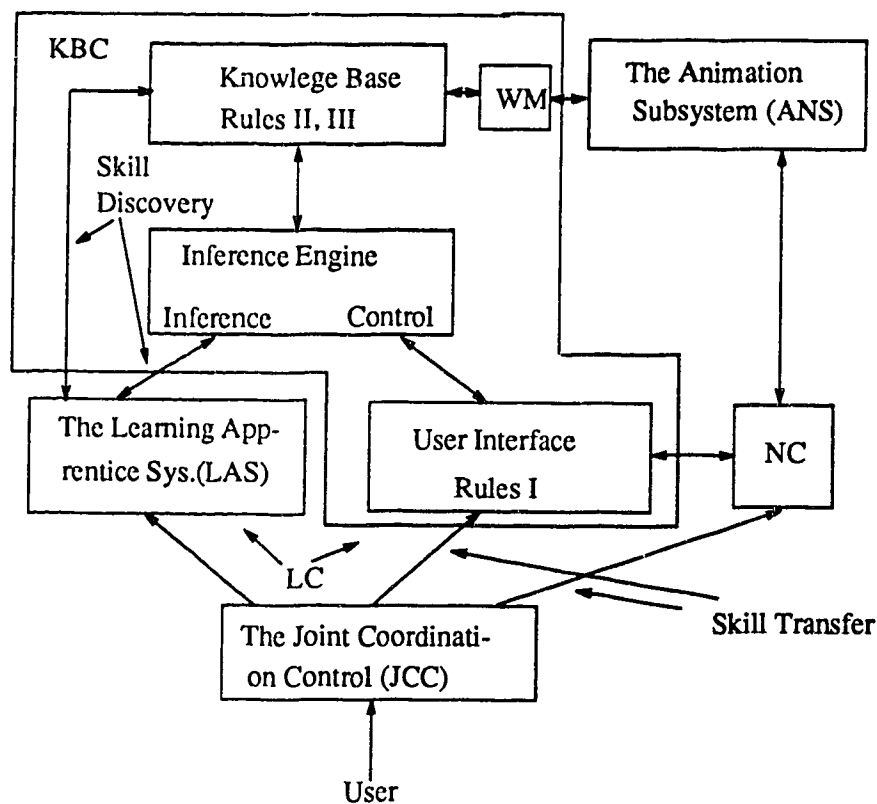 KBC
Knowlege Base
Rules II, III
WM
The Animation
Subsystem (ANS)
Skill
Discovery
Inference Engine
Inference
Control
The Learning App-
rentice Sys.(LAS)
User Interface
Rules I
NC
LC
The Joint Coordinati-
on Control (JCC)
Skill Transfer
User